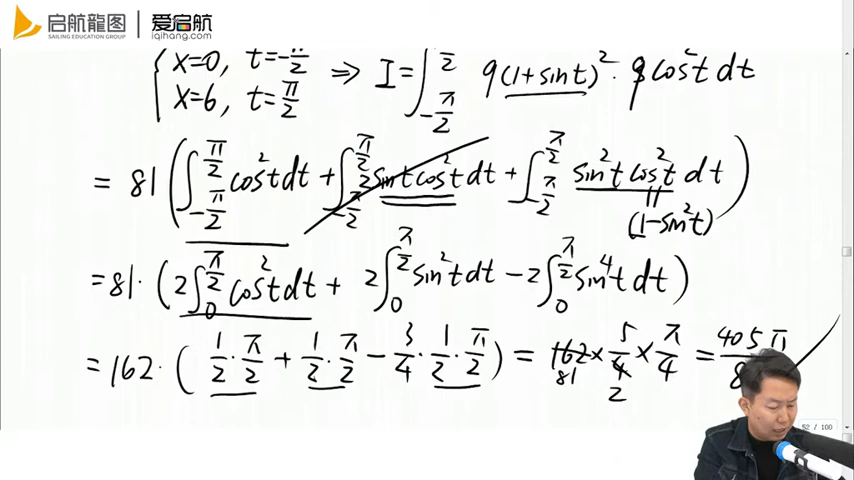 启航龍图 爱启航
SAILING EDUCATION GROUP iqihang.com
{ x=0, t=-π/2
x=6, t=π/2 ⇒ I=∫_{-π/2}^{π/2} 9(1+sint)²·9cos²t dt
= 81(∫_{-π/2}^{π/2} cos²t dt + ∫_{-π/2}^{π/2} 2sintcos²t dt + ∫_{-π/2}^{π/2} sin²t cos²t dt)
(1-sin²t)
= 81·(2∫_0^{π/2} cos²t dt + 2∫_0^{π/2} sin²t dt - 2∫_0^{π/2} sin⁴t dt)
= 162·(1/2·π/2 + 1/2·π/2 - 3/4·1/2·π/2) = 162×5/4×π/4 = 405π/8
81 2
52 / 100